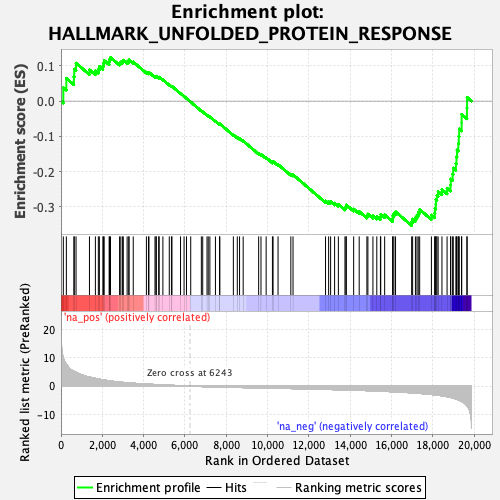 Enrichment plot:
HALLMARK_UNFOLDED_PROTEIN_RESPONSE
Enrichment score (ES)
0.1
0.0
-0.1
-0.2
-0.3
'na_pos' (positively correlated)
Ranked list metric (PreRanked)
20
10
0
-10
Zero cross at 6243
'na_neg' (negatively correlated)
0
2,000
4,000
6,000
8,000
10,000
12,000
14,000
16,000
18,000
20,000
Rank in Ordered Dataset
Enrichment profile
Hits
Ranking metric scores